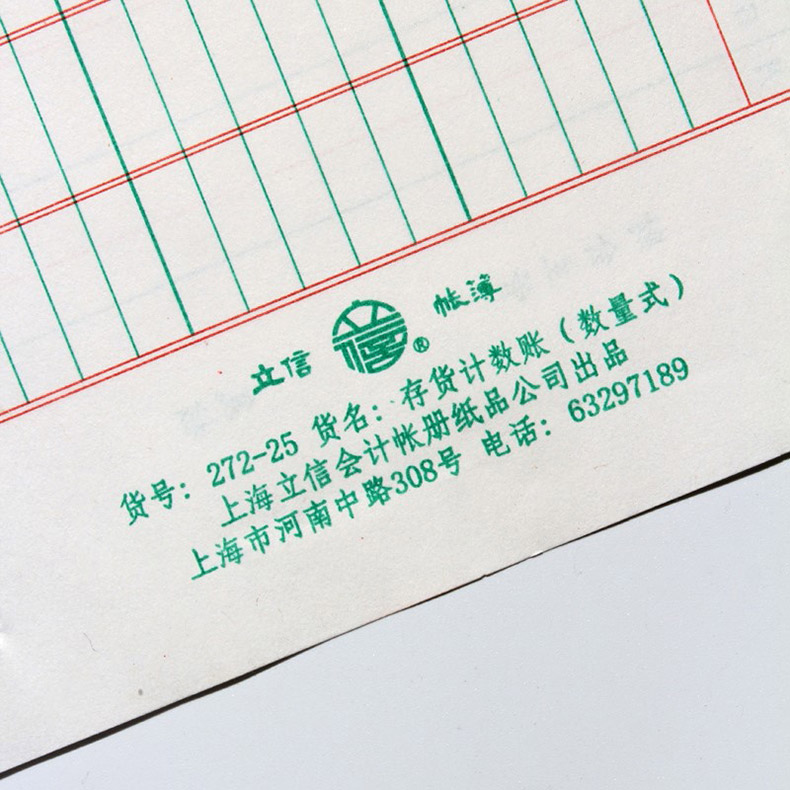 立信 信® 帐簿
货号：272-25 货名：存货计数账（数量式）
上海立信会计帐册纸品公司出品
上海市河南中路308号 电话：63297189